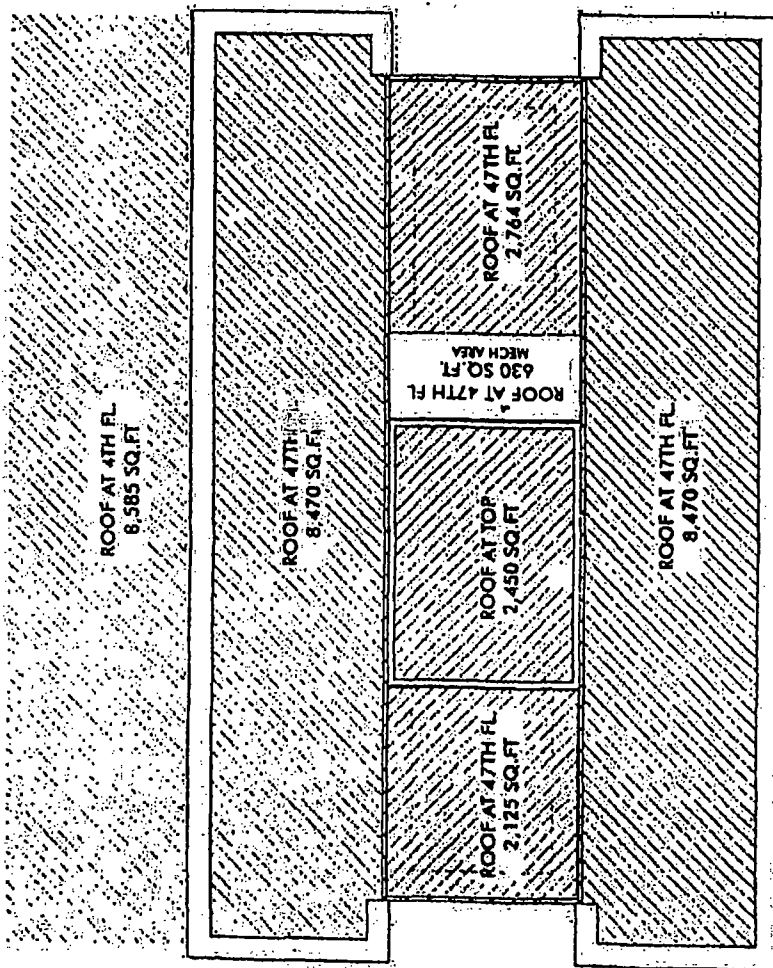 ROOF AT 4TH FL.
8,585 SQ.FT
ROOF AT 47TH
8,470 SQ.FT
ROOF AT 47TH FL.
2,764 SQ.FT.
ROOF AT 47TH FL
630 SQ.FT.
MECH AREA
ROOF AT TOP
2,450 SQ.FT
ROOF AT 47TH FL.
2,125 SQ.FT
ROOF AT 47TH FL.
8,470 SQ.FT